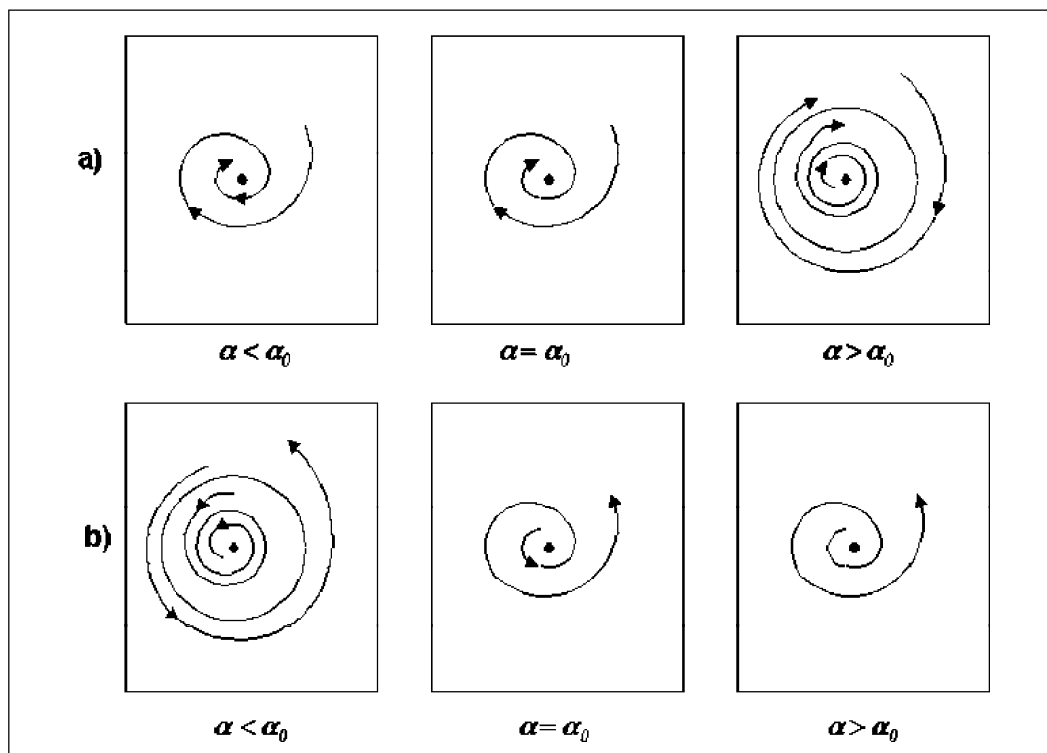 a)
α < α₀ α = α₀ α > α₀
b)
α < α₀ α = α₀ α > α₀